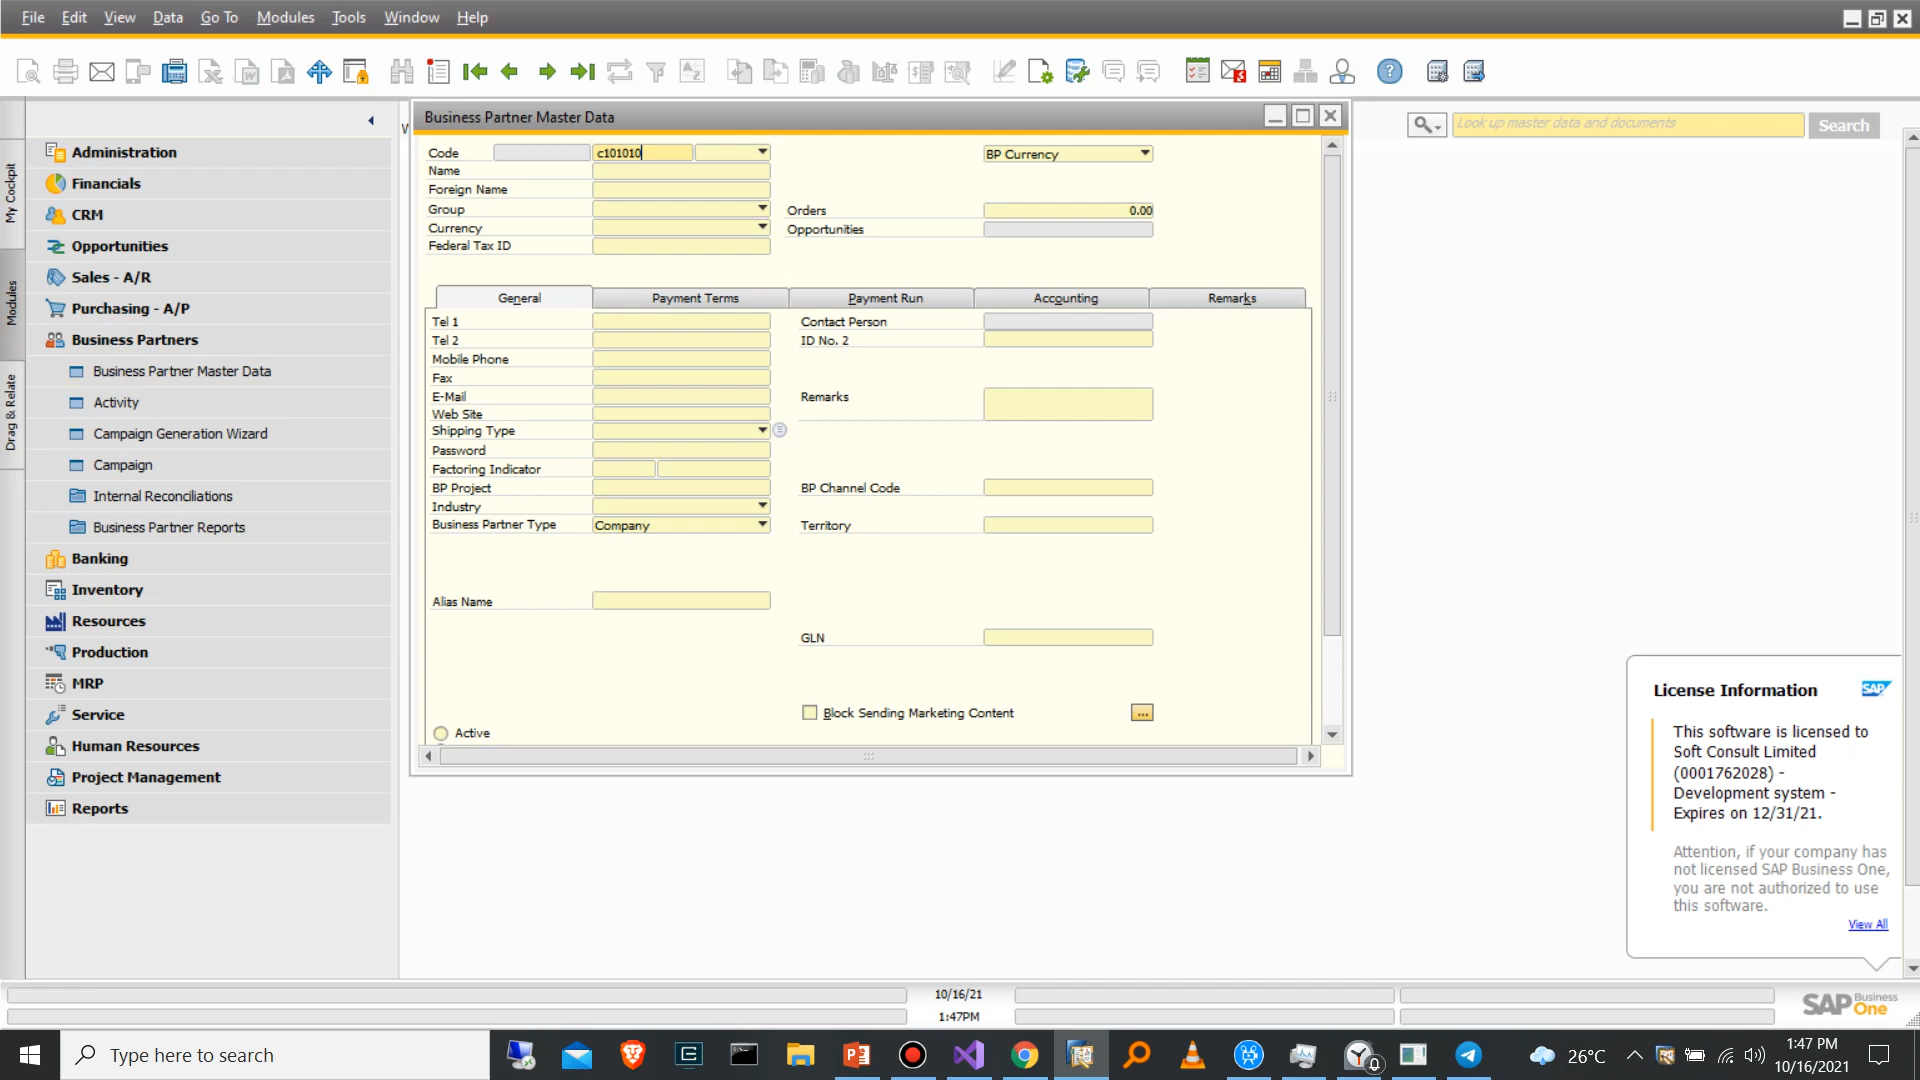 File Edit View Data Go To Modules Tools Window Help
Business Partner Master Data
Look up master data and documents
Search
My Cockpit
Modules
Drag & Relate
Administration
Financials
CRM
Opportunities
Sales - A/R
Purchasing - A/P
Business Partners
Business Partner Master Data
Activity
Campaign Generation Wizard
Campaign
Internal Reconciliations
Business Partner Reports
Banking
Inventory
Resources
Production
MRP
Service
Human Resources
Project Management
Reports
Code c101010 BP Currency
Name
Foreign Name
Group Orders 0.00
Currency Opportunities
Federal Tax ID
General Payment Terms Payment Run Accounting Remarks
Tel 1 Contact Person
Tel 2 ID No. 2
Mobile Phone
Fax
E-Mail Remarks
Web Site
Shipping Type
Password
Factoring Indicator
BP Project BP Channel Code
Industry
Business Partner Type Company Territory
Alias Name
GLN
Block Sending Marketing Content ...
Active
License Information SAP
This software is licensed to
Soft Consult Limited
(0001762028) -
Development system -
Expires on 12/31/21.
Attention, if your company has
not licensed SAP Business One,
you are not authorized to use
this software.
View All
10/16/21
1:47PM
SAP Business One
Type here to search
26°C
1:47 PM
10/16/2021